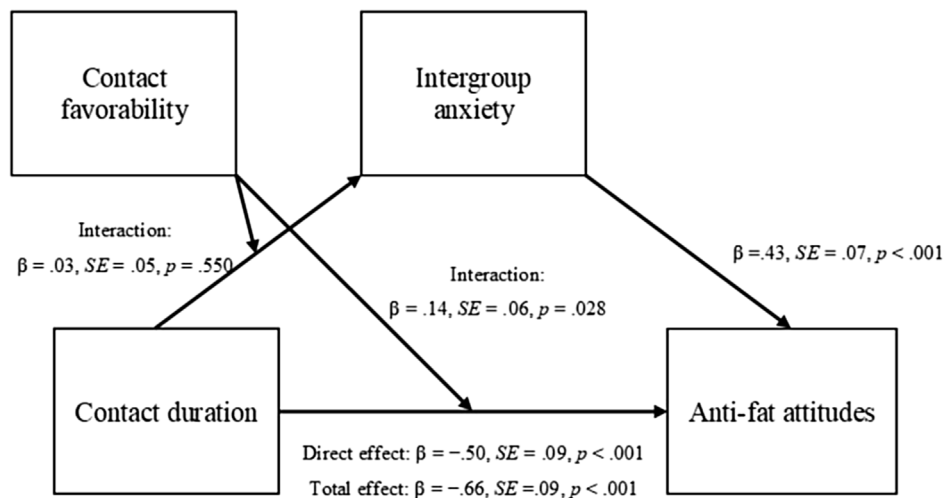 Contact
favorability
Intergroup
anxiety
Interaction:
β = .03, SE = .05, p = .550
Interaction:
β = .14, SE = .06, p = .028
β =.43, SE = .07, p < .001
Contact duration
Anti-fat attitudes
Direct effect: β = −.50, SE = .09, p < .001
Total effect: β = −.66, SE =.09, p < .001